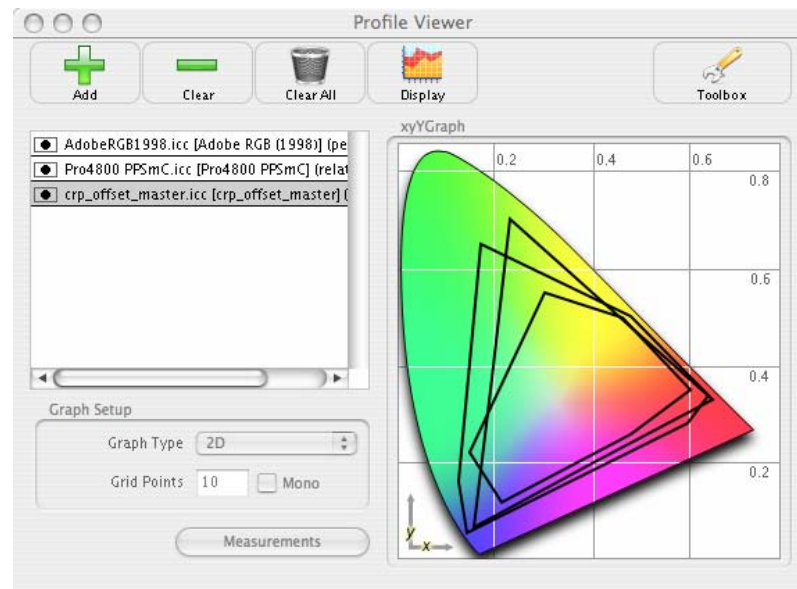 Profile Viewer
Add
Clear
Clear All
Display
Toolbox
xyYGraph
AdobeRGB1998.icc [Adobe RGB (1998)] (pe
Pro4800 PPSmC.icc [Pro4800 PPSmC] (relat
crp_offset_master.icc [crp_offset_master] (
0.2
0.4
0.6
0.8
0.6
0.4
0.2
y
x
Graph Setup
Graph Type
2D
Grid Points
10
Mono
Measurements